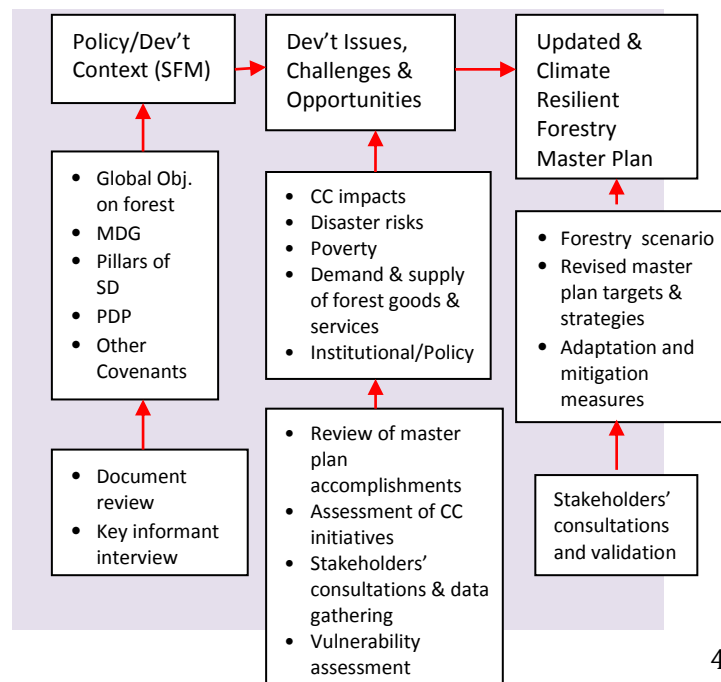 Policy/Dev't
Context (SFM)
Dev't Issues,
Challenges &
Opportunities
Updated &
Climate
Resilient
Forestry
Master Plan
• Global Obj.
on forest
• MDG
• Pillars of
SD
• PDP
• Other
Covenants
• CC impacts
• Disaster risks
• Poverty
• Demand & supply
of forest goods &
services
• Institutional/Policy
• Forestry scenario
• Revised master
plan targets &
strategies
• Adaptation and
mitigation
measures
• Document
review
• Key informant
interview
• Review of master
plan
accomplishments
• Assessment of CC
initiatives
• Stakeholders'
consultations & data
gathering
• Vulnerability
assessment
Stakeholders'
consultations
and validation
4